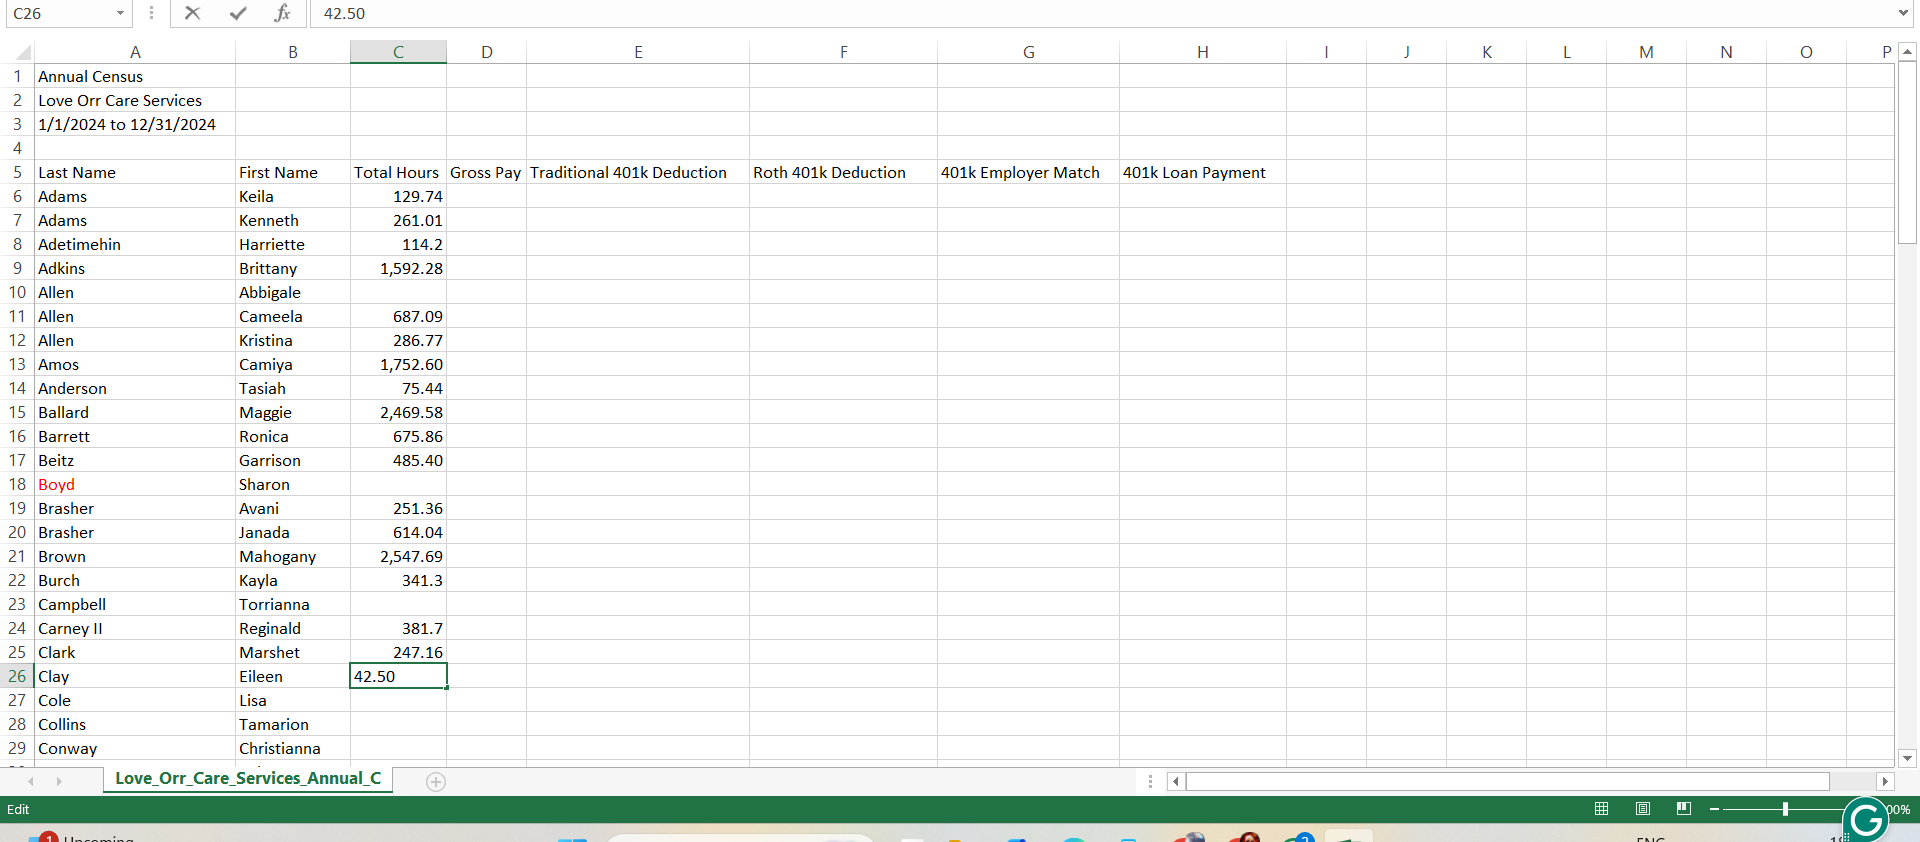 C26 fx 42.50
A B C D E F G H I J K L M N O P
1 Annual Census
2 Love Orr Care Services
3 1/1/2024 to 12/31/2024
4
5 Last Name First Name Total Hours Gross Pay Traditional 401k Deduction Roth 401k Deduction 401k Employer Match 401k Loan Payment
6 Adams Keila 129.74
7 Adams Kenneth 261.01
8 Adetimehin Harriette 114.2
9 Adkins Brittany 1,592.28
10 Allen Abbigale
11 Allen Cameela 687.09
12 Allen Kristina 286.77
13 Amos Camiya 1,752.60
14 Anderson Tasiah 75.44
15 Ballard Maggie 2,469.58
16 Barrett Ronica 675.86
17 Beitz Garrison 485.40
18 Boyd Sharon
19 Brasher Avani 251.36
20 Brasher Janada 614.04
21 Brown Mahogany 2,547.69
22 Burch Kayla 341.3
23 Campbell Torrianna
24 Carney II Reginald 381.7
25 Clark Marshet 247.16
26 Clay Eileen 42.50
27 Cole Lisa
28 Collins Tamarion
29 Conway Christianna
Love_Orr_Care_Services_Annual_C
Edit 00%
1 Upcoming 2 ENG